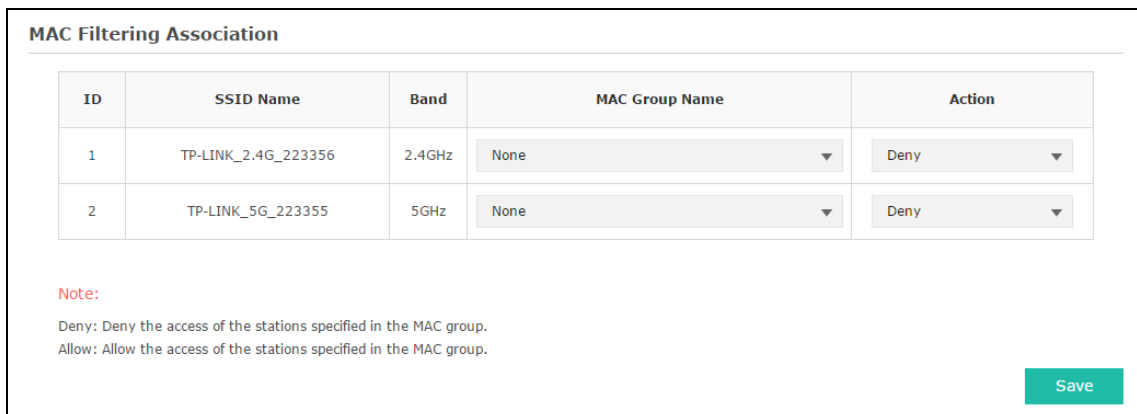 MAC Filtering Association
ID SSID Name Band MAC Group Name Action
1 TP-LINK_2.4G_223356 2.4GHz None Deny
2 TP-LINK_5G_223355 5GHz None Deny
Note:
Deny: Deny the access of the stations specified in the MAC group.
Allow: Allow the access of the stations specified in the MAC group.
Save